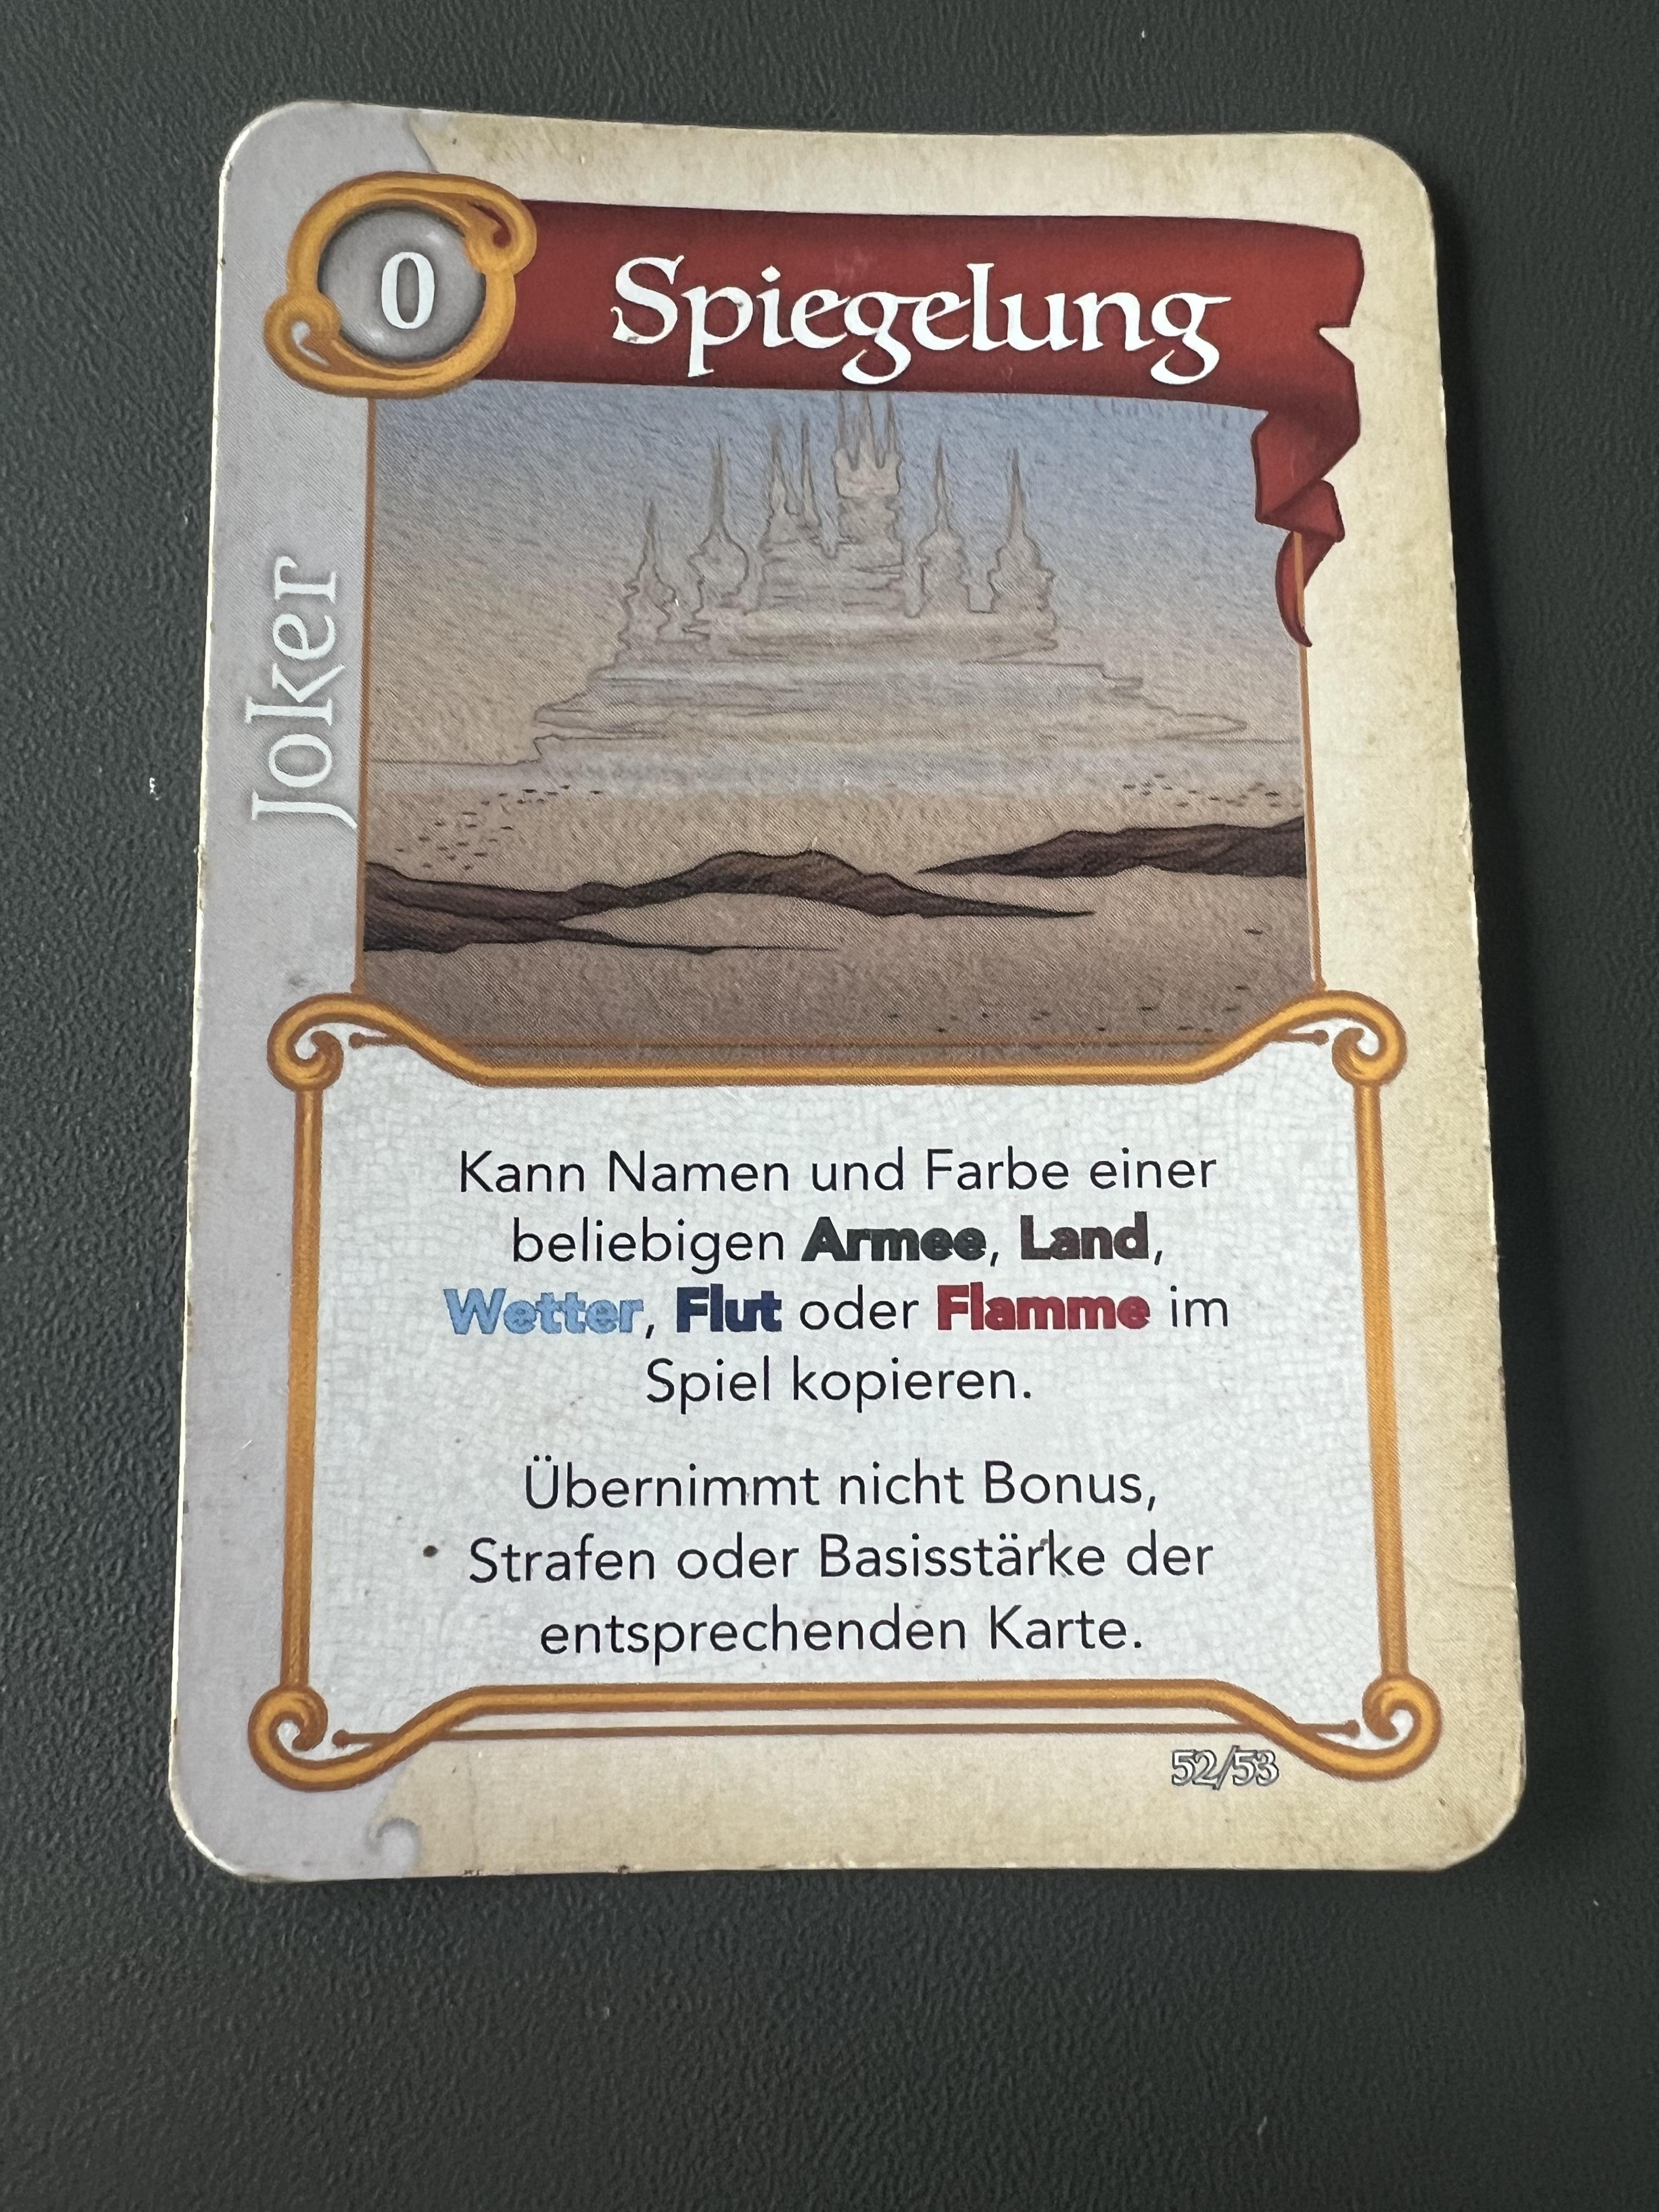 0
Spiegelung
Joker
Kann Namen und Farbe einer
beliebigen Armee, Land,
Wetter, Flut oder Flamme im
Spiel kopieren.
Übernimmt nicht Bonus,
Strafen oder Basisstärke der
entsprechenden Karte.
52/53